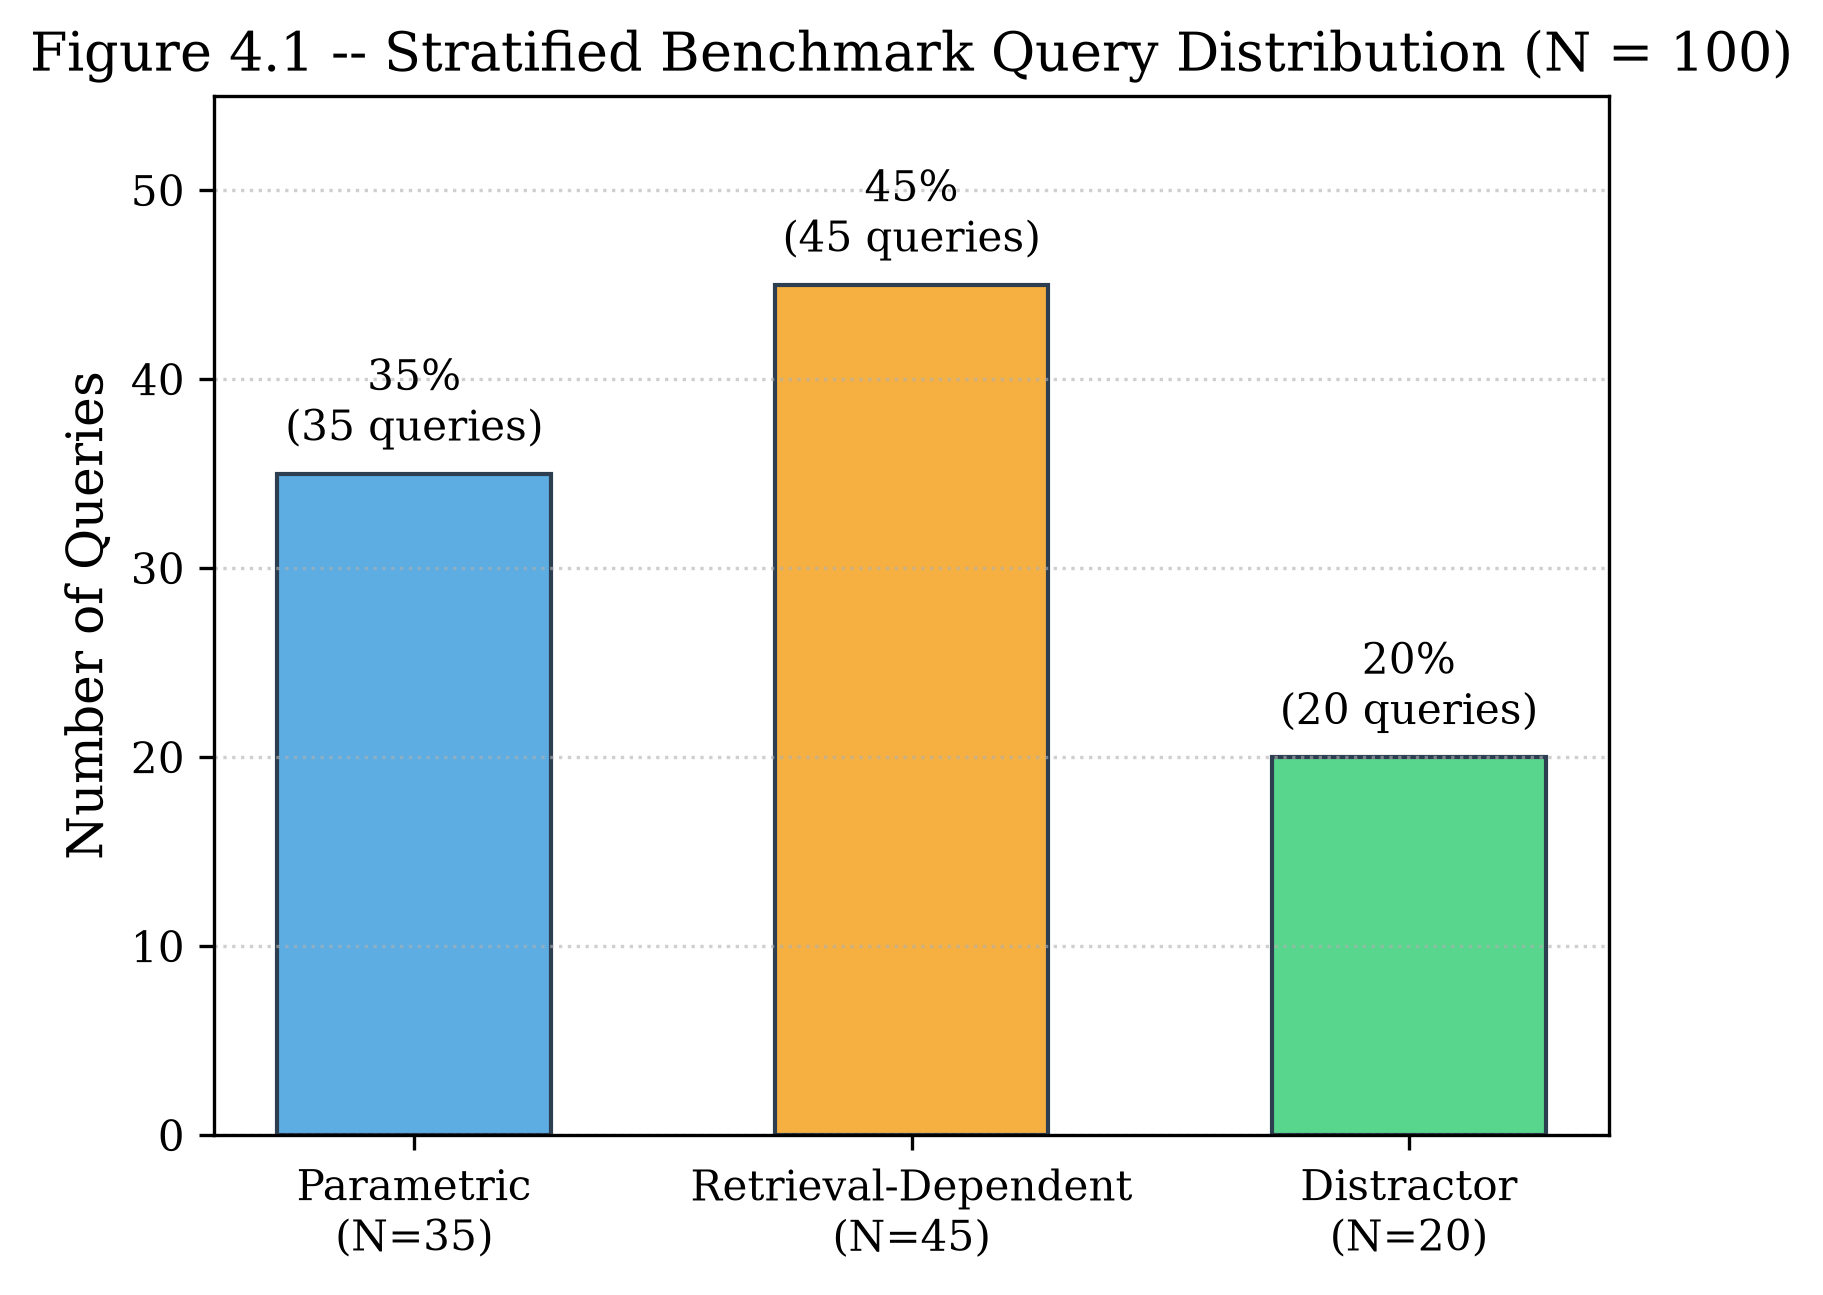 Figure 4.1 -- Stratified Benchmark Query Distribution (N = 100)
Number of Queries
50
40
30
20
10
0
35%
(35 queries)
45%
(45 queries)
20%
(20 queries)
Parametric
(N=35)
Retrieval-Dependent
(N=45)
Distractor
(N=20)